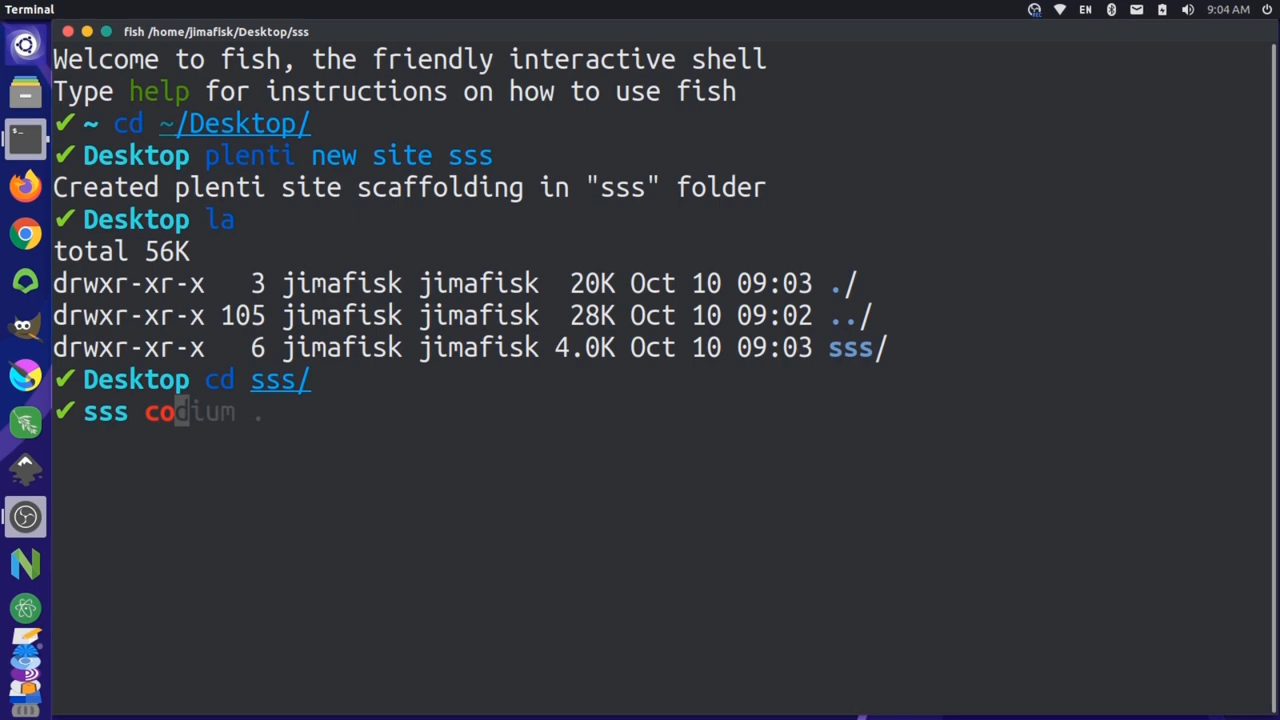 Terminal
EN
9:04 AM
fish /home/jimafisk/Desktop/sss
Welcome to fish, the friendly interactive shell
Type help for instructions on how to use fish
✔ ~ cd ~/Desktop/
✔ Desktop plenti new site sss
Created plenti site scaffolding in "sss" folder
✔ Desktop la
total 56K
drwxr-xr-x   3 jimafisk jimafisk  20K Oct 10 09:03 ./
drwxr-xr-x 105 jimafisk jimafisk  28K Oct 10 09:02 ../
drwxr-xr-x   6 jimafisk jimafisk 4.0K Oct 10 09:03 sss/
✔ Desktop cd sss/
✔ sss codium .